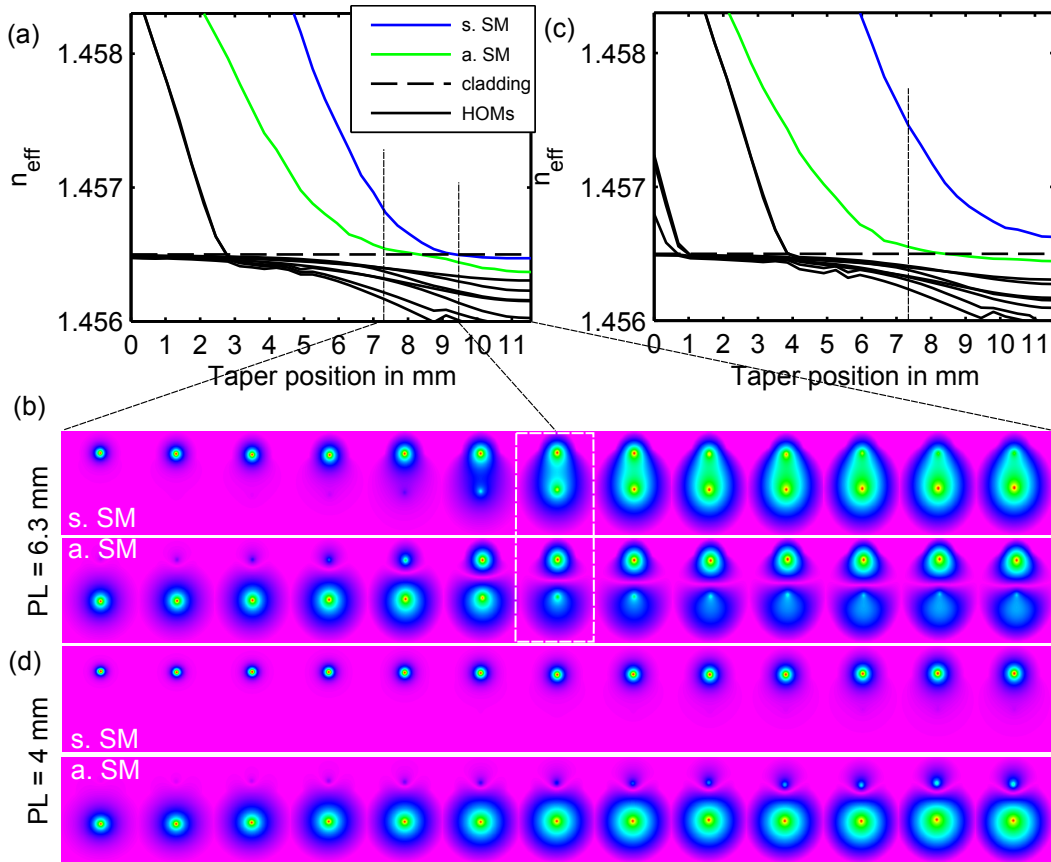 (a)
1.458
1.457
1.456
n_eff
0 1 2 3 4 5 6 7 8 9 10 11
Taper position in mm
s. SM
a. SM
cladding
HOMs
(c)
1.458
1.457
1.456
n_eff
0 1 2 3 4 5 6 7 8 9 10 11
Taper position in mm
(b)
PL = 6.3 mm
s. SM
a. SM
(d)
PL = 4 mm
s. SM
a. SM